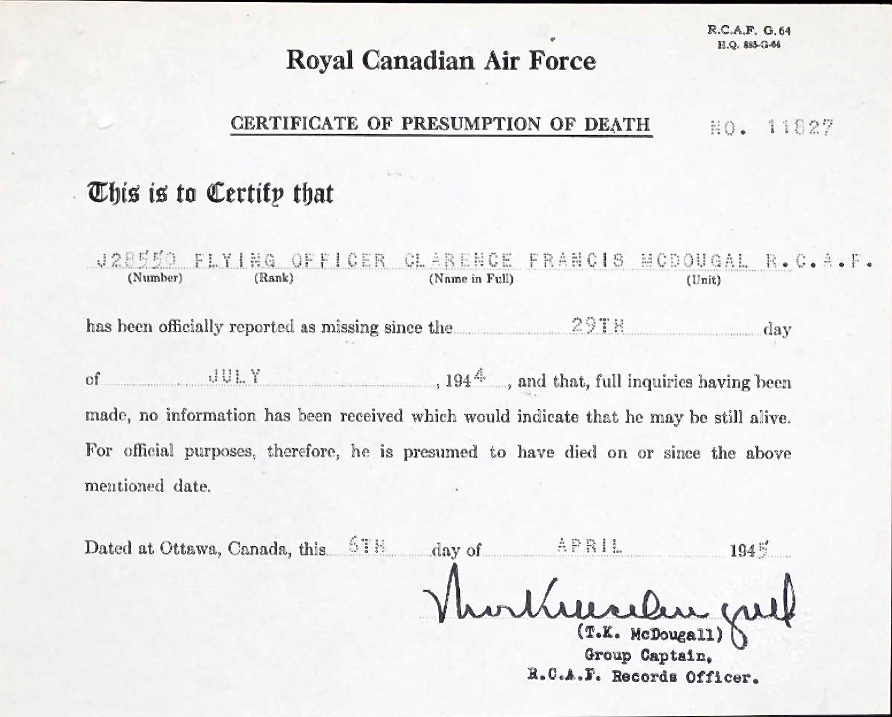 R.C.A.F. G.64
H.Q. 885-G-64
Royal Canadian Air Force
CERTIFICATE OF PRESUMPTION OF DEATH
NO. 11827
This is to Certify that
J28550 FLYING OFFICER CLARENCE FRANCIS MCDOUGAL R.C.A.F.
(Number) (Rank) (Name in Full) (Unit)
has been officially reported as missing since the 29TH day
of JULY, 1944, and that, full inquiries having been
made, no information has been received which would indicate that he may be still alive.
For official purposes, therefore, he is presumed to have died on or since the above
mentioned date.
Dated at Ottawa, Canada, this 6TH day of APRIL 1945
(T.K. McDougall)
Group Captain,
R.C.A.F. Records Officer.